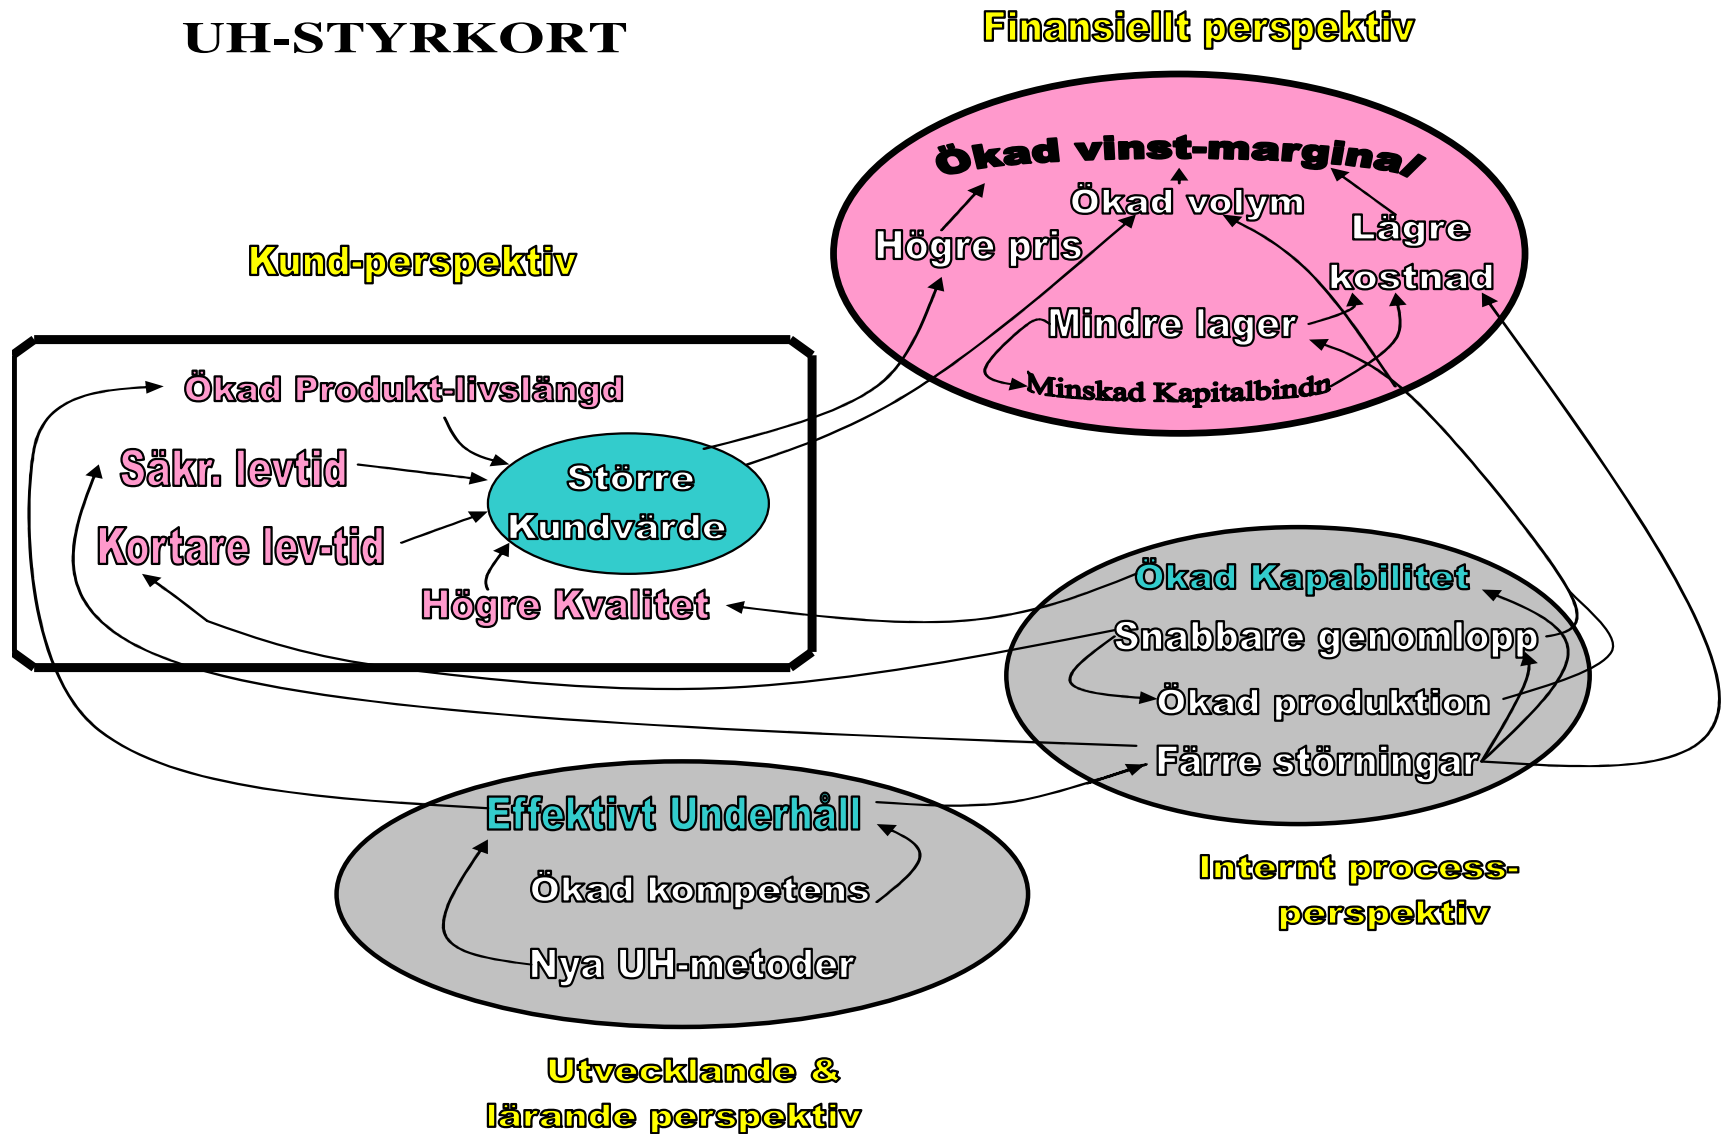 UH-STYRKORT
Finansiellt perspektiv
Ökad vinst-marginal
Ökad volym
Högre pris
Lägre
kostnad
Mindre lager
Minskad Kapitalbindn
Kund-perspektiv
Ökad Produkt-livslängd
Säkr. levtid
Kortare lev-tid
Större
Kundvärde
Högre Kvalitet
Ökad Kapabilitet
Snabbare genomlopp
Ökad produktion
Färre störningar
Internt process-
perspektiv
Effektivt Underhåll
Ökad kompetens
Nya UH-metoder
Utvecklande &
lärande perspektiv